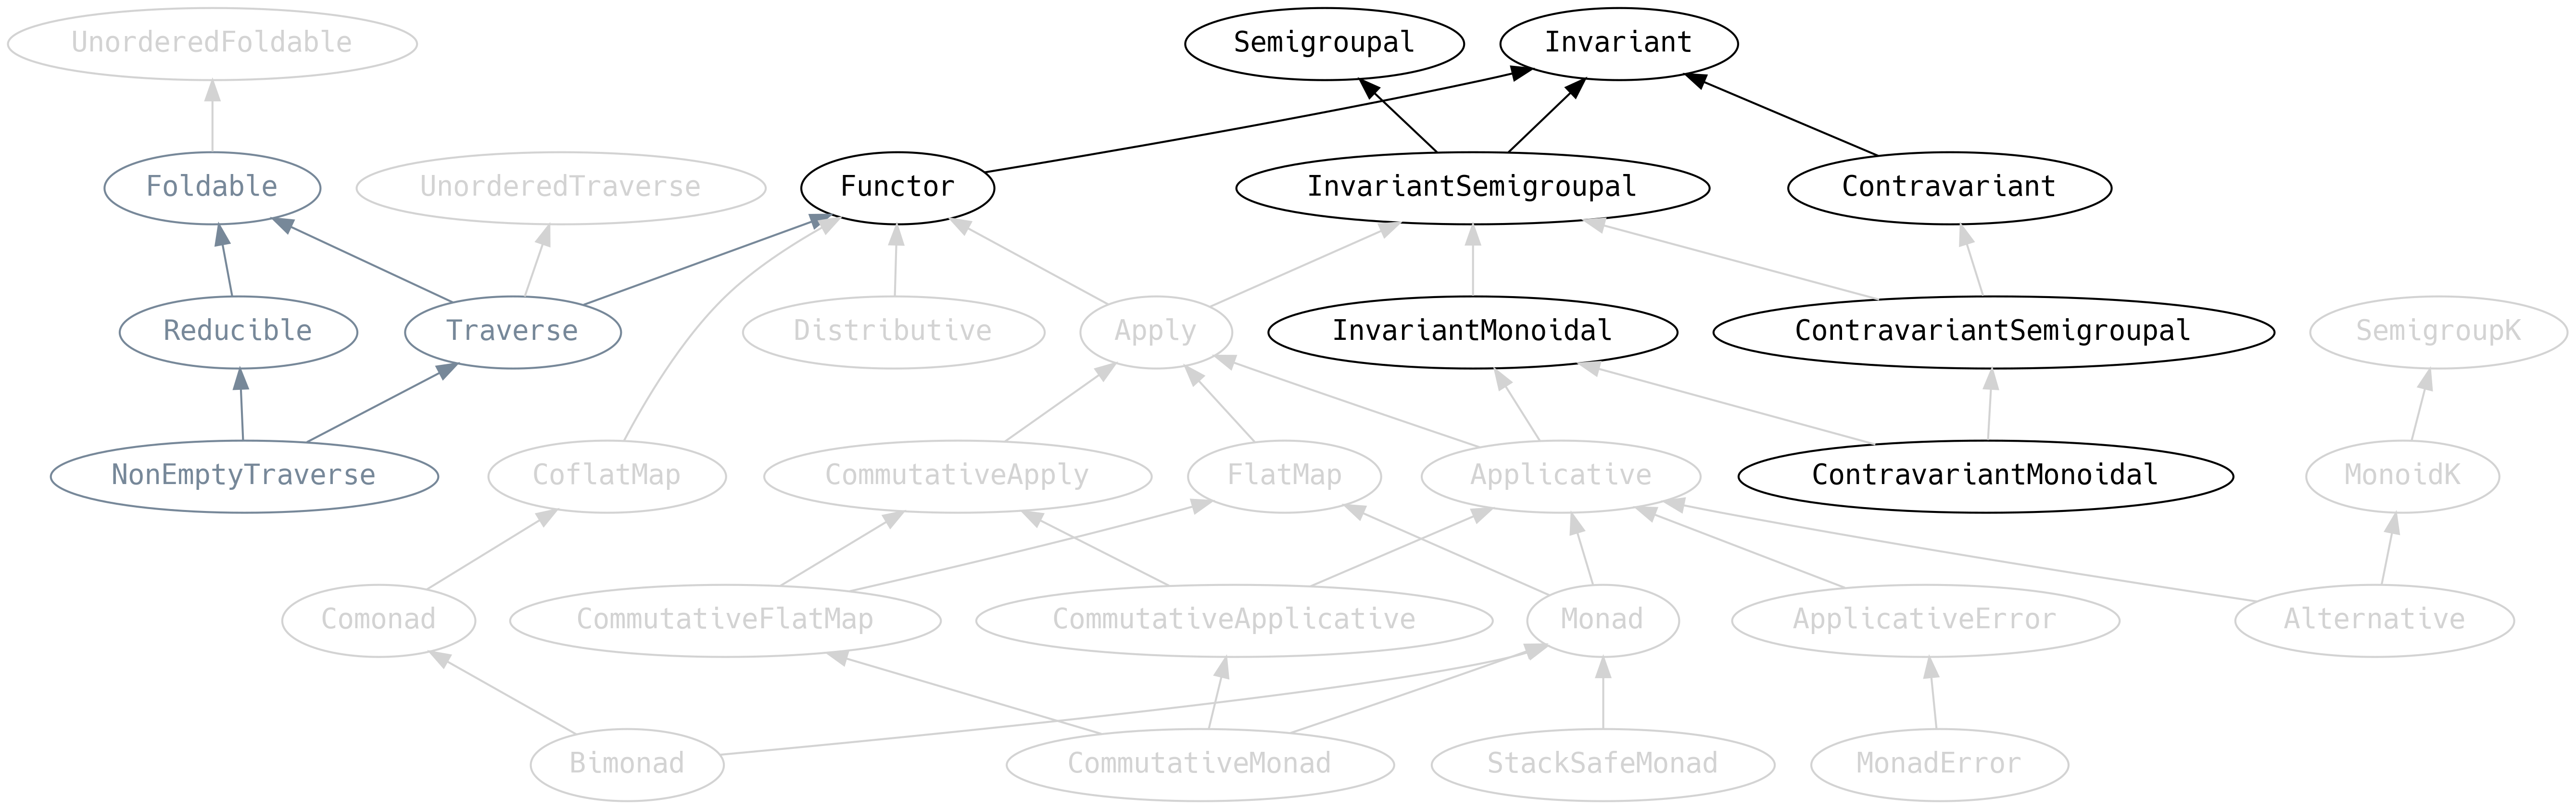 UnorderedFoldable
Semigroupal
Invariant
Foldable
UnorderedTraverse
Functor
InvariantSemigroupal
Contravariant
Reducible
Traverse
Distributive
Apply
InvariantMonoidal
ContravariantSemigroupal
SemigroupK
NonEmptyTraverse
CoflatMap
CommutativeApply
FlatMap
Applicative
ContravariantMonoidal
MonoidK
Comonad
CommutativeFlatMap
CommutativeApplicative
Monad
ApplicativeError
Alternative
Bimonad
CommutativeMonad
StackSafeMonad
MonadError